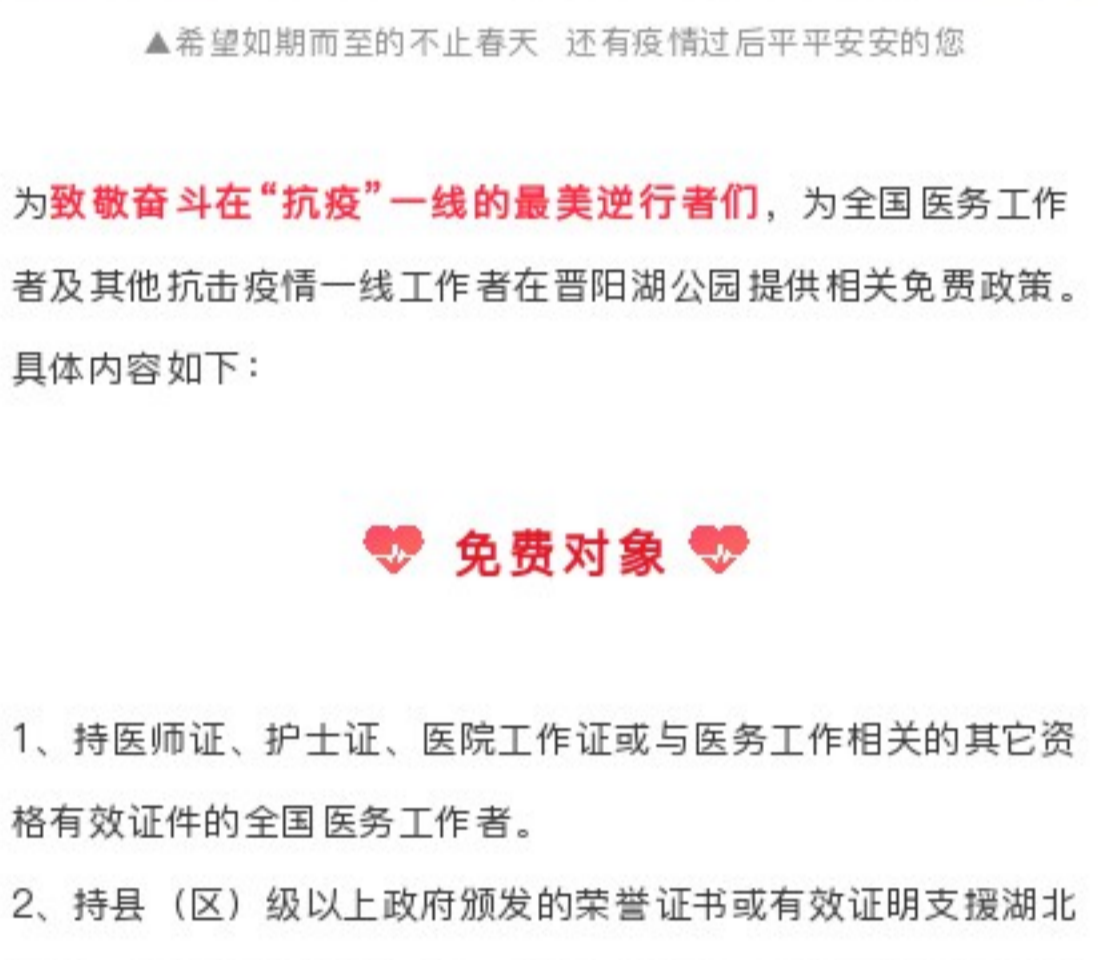 ▲希望如期而至的不止春天 还有疫情过后平平安安的您
为致敬奋斗在“抗疫”一线的最美逆行者们，为全国医务工作
者及其他抗击疫情一线工作者在晋阳湖公园提供相关免费政策。
具体内容如下：
免费对象
1、持医师证、护士证、医院工作证或与医务工作相关的其它资
格有效证件的全国医务工作者。
2、持县（区）级以上政府颁发的荣誉证书或有效证明支援湖北